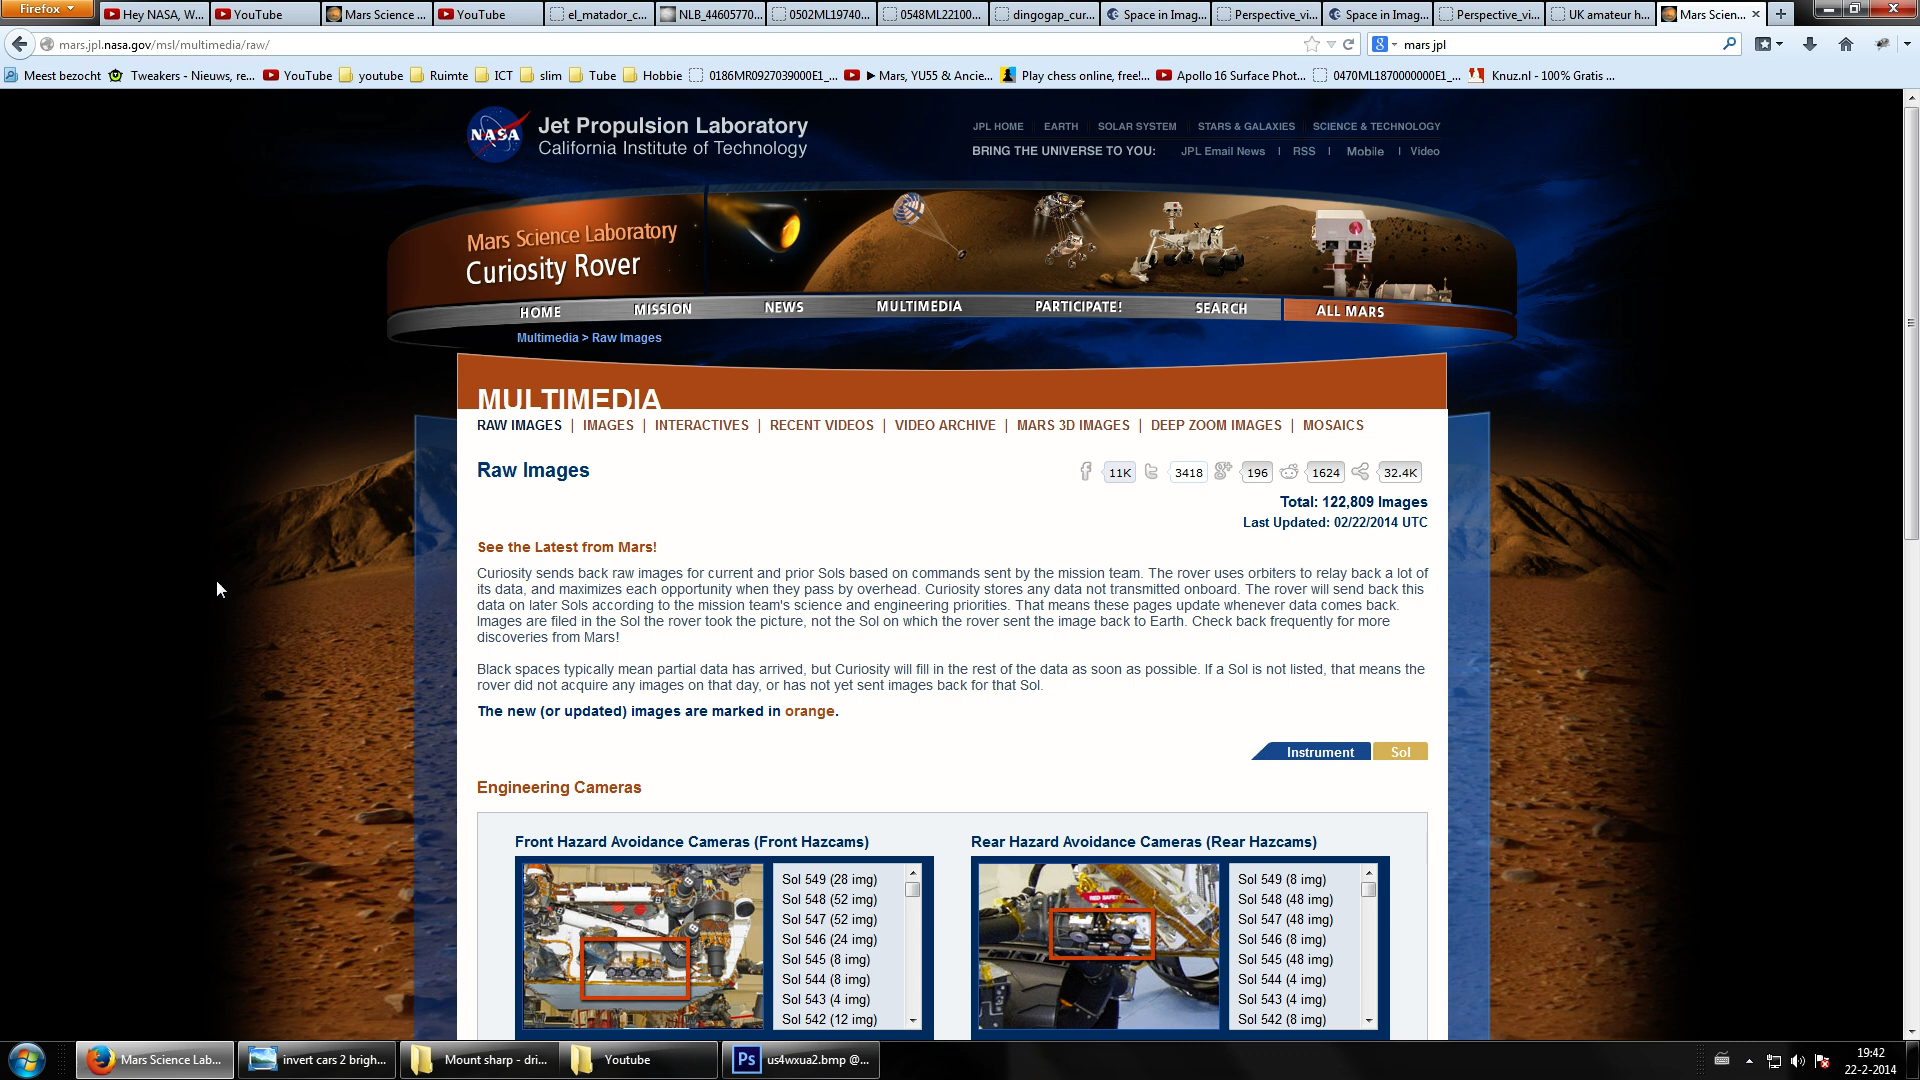 Firefox
Hey NASA, W...
YouTube
Mars Science ...
YouTube
el_matador_c...
NLB_44605770...
0502ML19740...
0548ML22100...
dingogap_cur...
Space in Imag...
Perspective_vi...
Space in Imag...
Perspective_vi...
UK amateur h...
Mars Scien...
mars.jpl.nasa.gov/msl/multimedia/raw/
mars jpl
Meest bezocht
Tweakers - Nieuws, re...
YouTube
youtube
Ruimte
ICT
slim
Tube
Hobbie
0186MR0927039000E1_...
► Mars, YU55 & Ancie...
Play chess online, free!...
Apollo 16 Surface Phot...
0470ML1870000000E1_...
Knuz.nl - 100% Gratis ...
NASA
Jet Propulsion Laboratory
California Institute of Technology
JPL HOME EARTH SOLAR SYSTEM STARS & GALAXIES SCIENCE & TECHNOLOGY
BRING THE UNIVERSE TO YOU: JPL Email News | RSS | Mobile | Video
Mars Science Laboratory
Curiosity Rover
HOME MISSION NEWS MULTIMEDIA PARTICIPATE! SEARCH ALL MARS
Multimedia > Raw Images
MULTIMEDIA
RAW IMAGES | IMAGES | INTERACTIVES | RECENT VIDEOS | VIDEO ARCHIVE | MARS 3D IMAGES | DEEP ZOOM IMAGES | MOSAICS
Raw Images
11K 3418 196 1624 32.4K
Total: 122,809 Images
Last Updated: 02/22/2014 UTC
See the Latest from Mars!
Curiosity sends back raw images for current and prior Sols based on commands sent by the mission team. The rover uses orbiters to relay back a lot of
its data, and maximizes each opportunity when they pass by overhead. Curiosity stores any data not transmitted onboard. The rover will send back this
data on later Sols according to the mission team's science and engineering priorities. That means these pages update whenever data comes back.
Images are filed in the Sol the rover took the picture, not the Sol on which the rover sent the image back to Earth. Check back frequently for more
discoveries from Mars!
Black spaces typically mean partial data has arrived, but Curiosity will fill in the rest of the data as soon as possible. If a Sol is not listed, that means the
rover did not acquire any images on that day, or has not yet sent images back for that Sol.
The new (or updated) images are marked in orange.
Instrument
Sol
Engineering Cameras
Front Hazard Avoidance Cameras (Front Hazcams)
Sol 549 (28 img)
Sol 548 (52 img)
Sol 547 (52 img)
Sol 546 (24 img)
Sol 545 (8 img)
Sol 544 (8 img)
Sol 543 (4 img)
Sol 542 (12 img)
Rear Hazard Avoidance Cameras (Rear Hazcams)
Sol 549 (8 img)
Sol 548 (48 img)
Sol 547 (48 img)
Sol 546 (8 img)
Sol 545 (48 img)
Sol 544 (4 img)
Sol 543 (4 img)
Sol 542 (8 img)
Mars Science Lab...
invert cars 2 brigh...
Mount sharp - dri...
Youtube
Ps
us4wxua2.bmp @...
19:42
22-2-2014